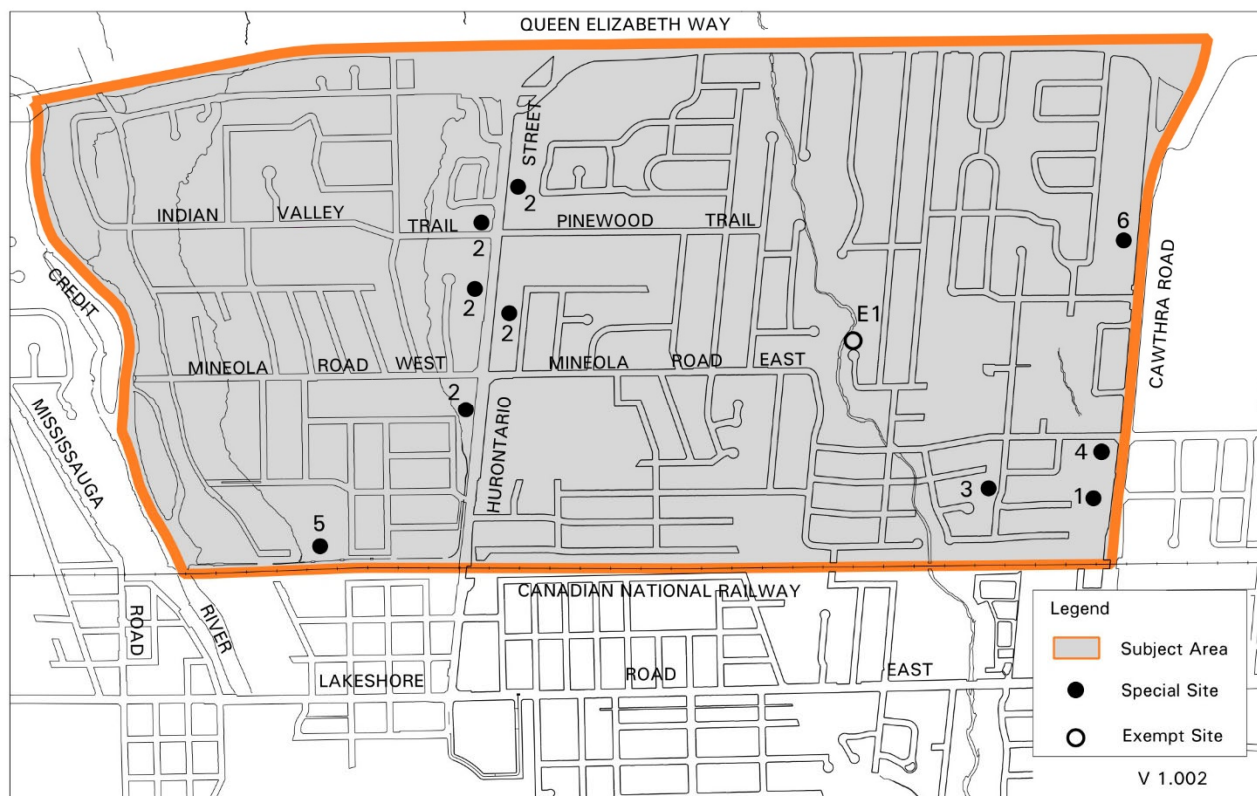 QUEEN ELIZABETH WAY
STREET
2
INDIAN VALLEY TRAIL PINEWOOD TRAIL
2
6
CREDIT
2
2
E1
CAWTHRA ROAD
MINEOLA ROAD WEST MINEOLA ROAD EAST
2
MISSISSAUGA
HURONTARIO
4
3
1
5
CANADIAN NATIONAL RAILWAY
ROAD
RIVER
LAKESHORE ROAD EAST
Legend
Subject Area
Special Site
Exempt Site
V 1.002